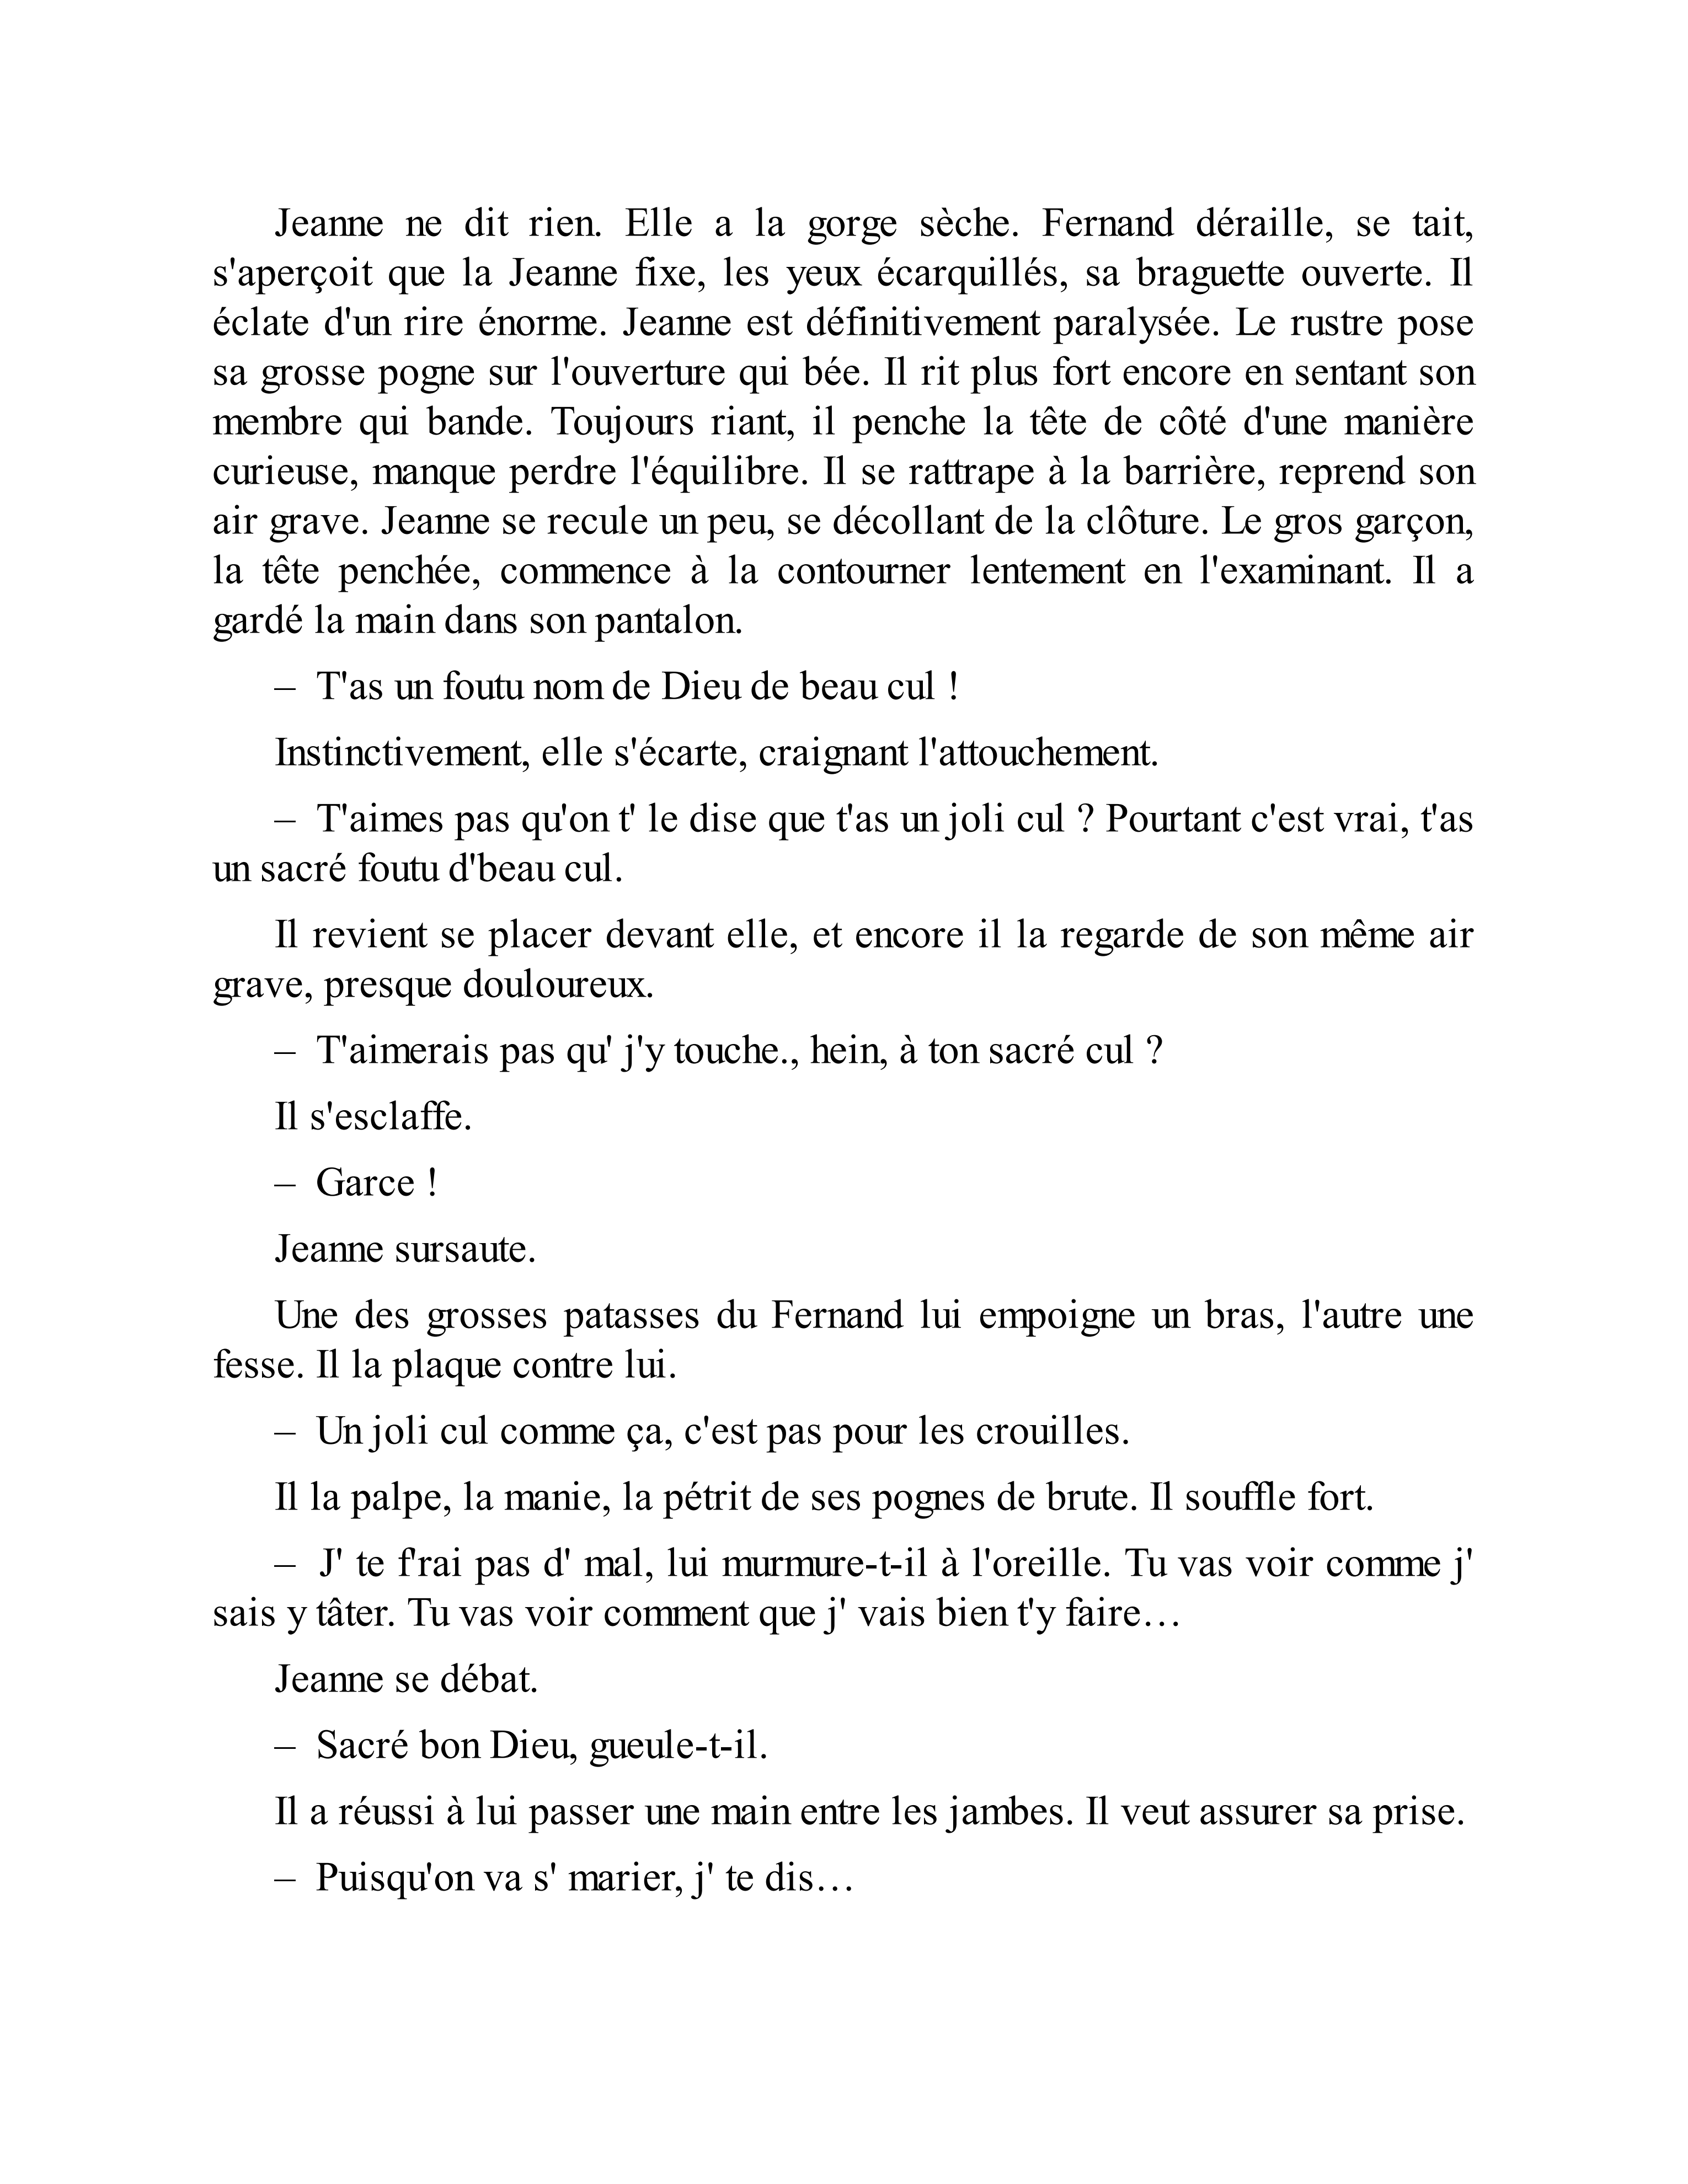 Jeanne ne dit rien. Elle a la gorge sèche. Fernand déraille, se tait,
s'aperçoit que la Jeanne fixe, les yeux écarquillés, sa braguette ouverte. Il
éclate d'un rire énorme. Jeanne est définitivement paralysée. Le rustre pose
sa grosse pogne sur l'ouverture qui bée. Il rit plus fort encore en sentant son
membre qui bande. Toujours riant, il penche la tête de côté d'une manière
curieuse, manque perdre l'équilibre. Il se rattrape à la barrière, reprend son
air grave. Jeanne se recule un peu, se décollant de la clôture. Le gros garçon,
la tête penchée, commence à la contourner lentement en l'examinant. Il a
gardé la main dans son pantalon.
– T'as un foutu nom de Dieu de beau cul !
Instinctivement, elle s'écarte, craignant l'attouchement.
– T'aimes pas qu'on t' le dise que t'as un joli cul ? Pourtant c'est vrai, t'as
un sacré foutu d'beau cul.
Il revient se placer devant elle, et encore il la regarde de son même air
grave, presque douloureux.
– T'aimerais pas qu' j'y touche., hein, à ton sacré cul ?
Il s'esclaffe.
– Garce !
Jeanne sursaute.
Une des grosses patasses du Fernand lui empoigne un bras, l'autre une
fesse. Il la plaque contre lui.
– Un joli cul comme ça, c'est pas pour les crouilles.
Il la palpe, la manie, la pétrit de ses pognes de brute. Il souffle fort.
– J' te f'rai pas d' mal, lui murmure-t-il à l'oreille. Tu vas voir comme j'
sais y tâter. Tu vas voir comment que j' vais bien t'y faire…
Jeanne se débat.
– Sacré bon Dieu, gueule-t-il.
Il a réussi à lui passer une main entre les jambes. Il veut assurer sa prise.
– Puisqu'on va s' marier, j' te dis…